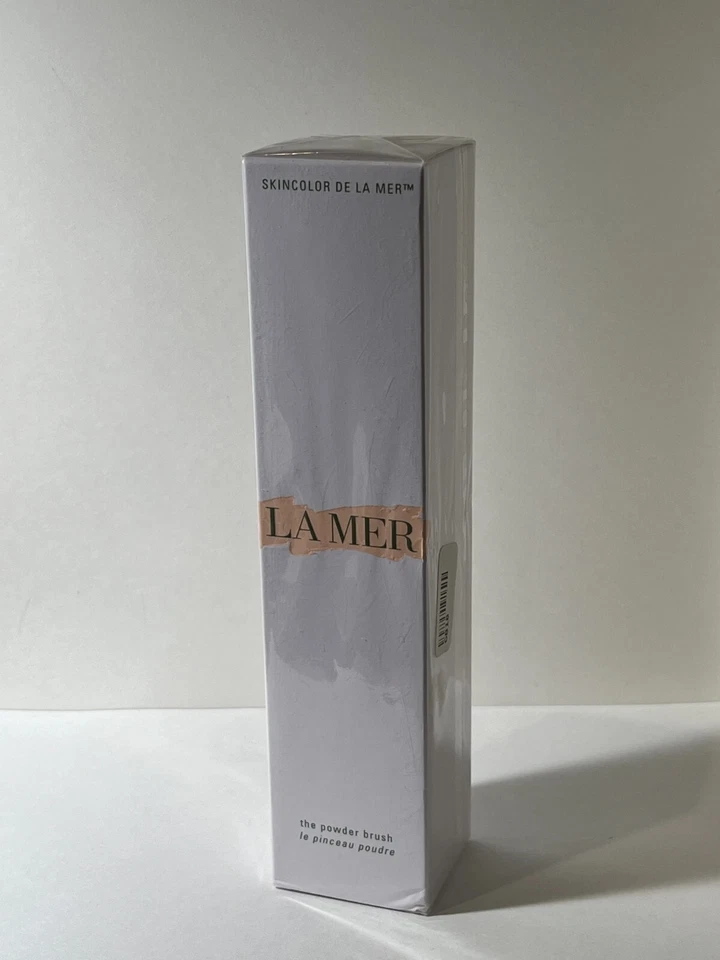 SKINCOLOR DE LA MER™
LA MER
the powder brush
le pinceau poudre